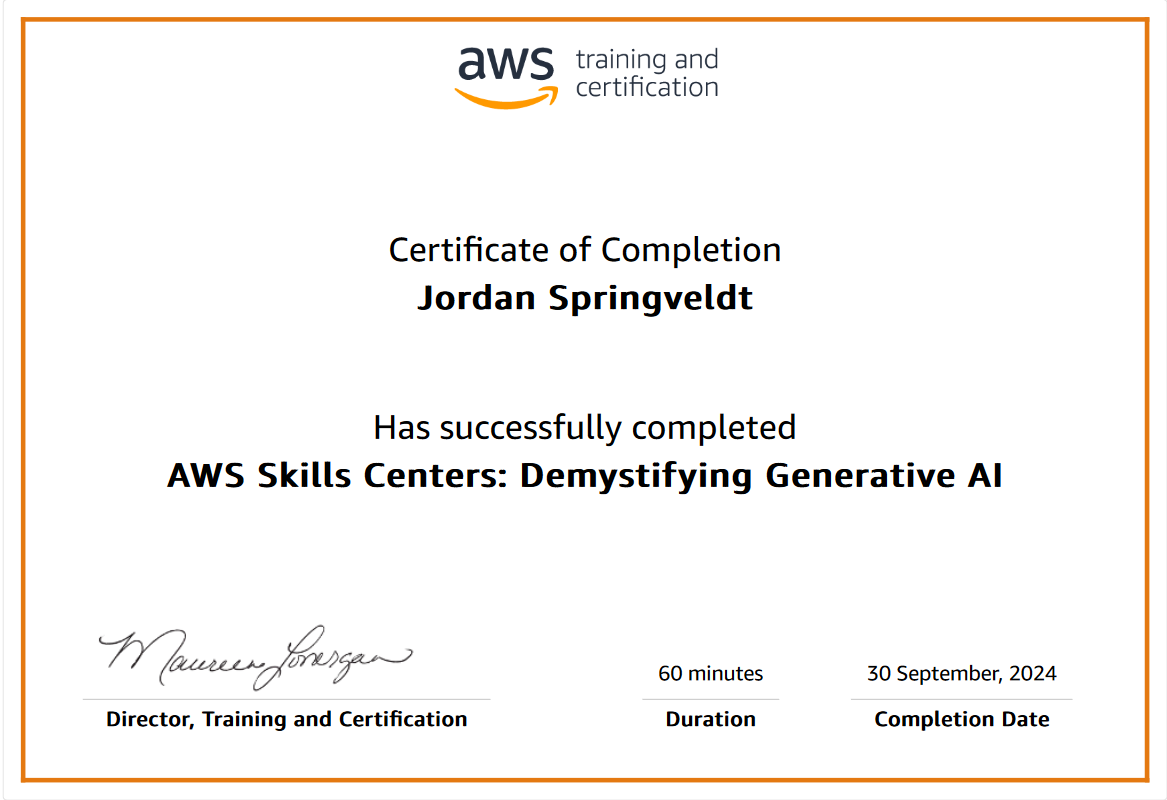 aws training and
certification
Certificate of Completion
Jordan Springveldt
Has successfully completed
AWS Skills Centers: Demystifying Generative AI
Maureen Lonergan
60 minutes
30 September, 2024
Director, Training and Certification
Duration
Completion Date